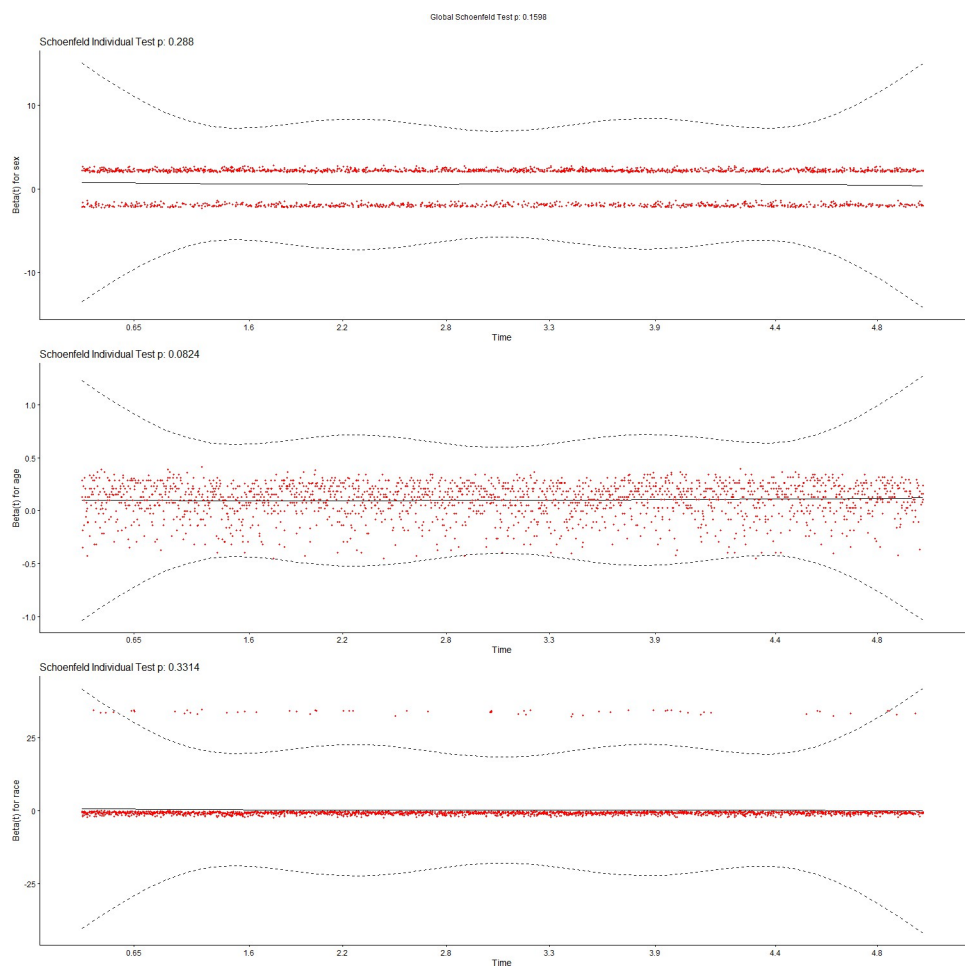 Global Schoenfeld Test p: 0.1598
Schoenfeld Individual Test p: 0.288
Beta(t) for sex
10
0
-10
0.65 1.6 2.2 2.8 3.3 3.9 4.4 4.8
Time
Schoenfeld Individual Test p: 0.0824
Beta(t) for age
1.0
0.5
0.0
-0.5
-1.0
0.65 1.6 2.2 2.8 3.3 3.9 4.4 4.8
Time
Schoenfeld Individual Test p: 0.3314
Beta(t) for race
25
0
-25
0.65 1.6 2.2 2.8 3.3 3.9 4.4 4.8
Time